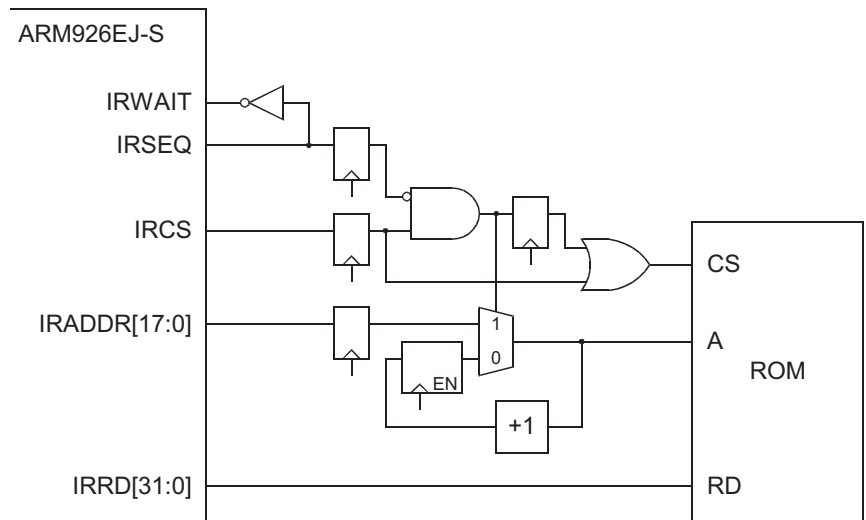 ARM926EJ-S
IRWAIT
IRSEQ
IRCS
CS
IRADDR[17:0]
1
A
0
ROM
EN
+1
IRRD[31:0]
RD